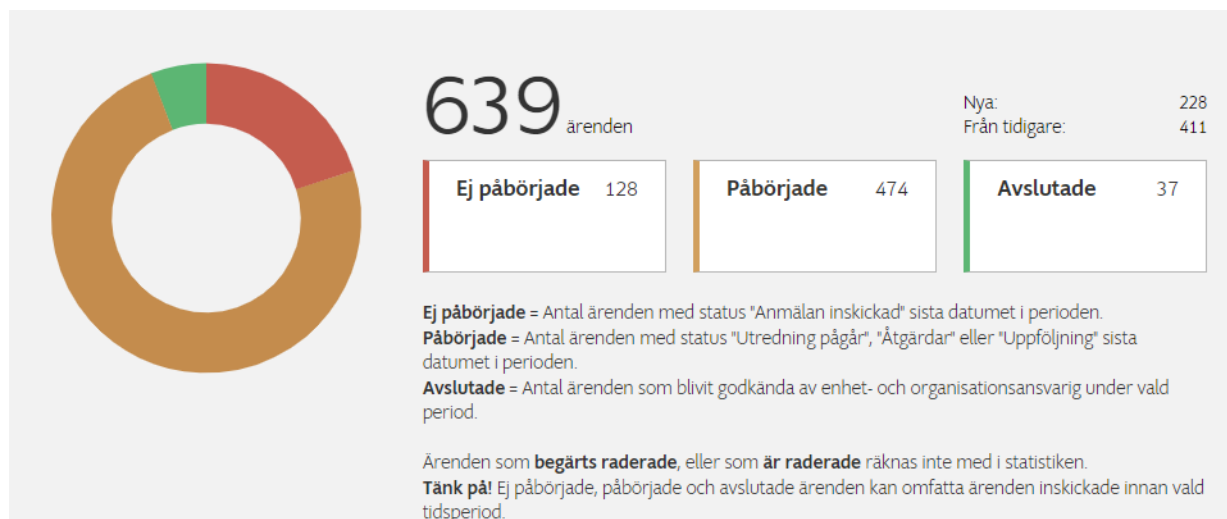 639 ärenden
Nya: 228
Från tidigare: 411
Ej påbörjade 128
Påbörjade 474
Avslutade 37
Ej påbörjade = Antal ärenden med status "Anmälan inskickad" sista datumet i perioden.
Påbörjade = Antal ärenden med status "Utredning pågår", "Åtgärdar" eller "Uppföljning" sista
datumet i perioden.
Avslutade = Antal ärenden som blivit godkända av enhet- och organisationsansvarig under vald
period.
Ärenden som begärts raderade, eller som är raderade räknas inte med i statistiken.
Tänk på! Ej påbörjade, påbörjade och avslutade ärenden kan omfatta ärenden inskickade innan vald
tidsperiod.